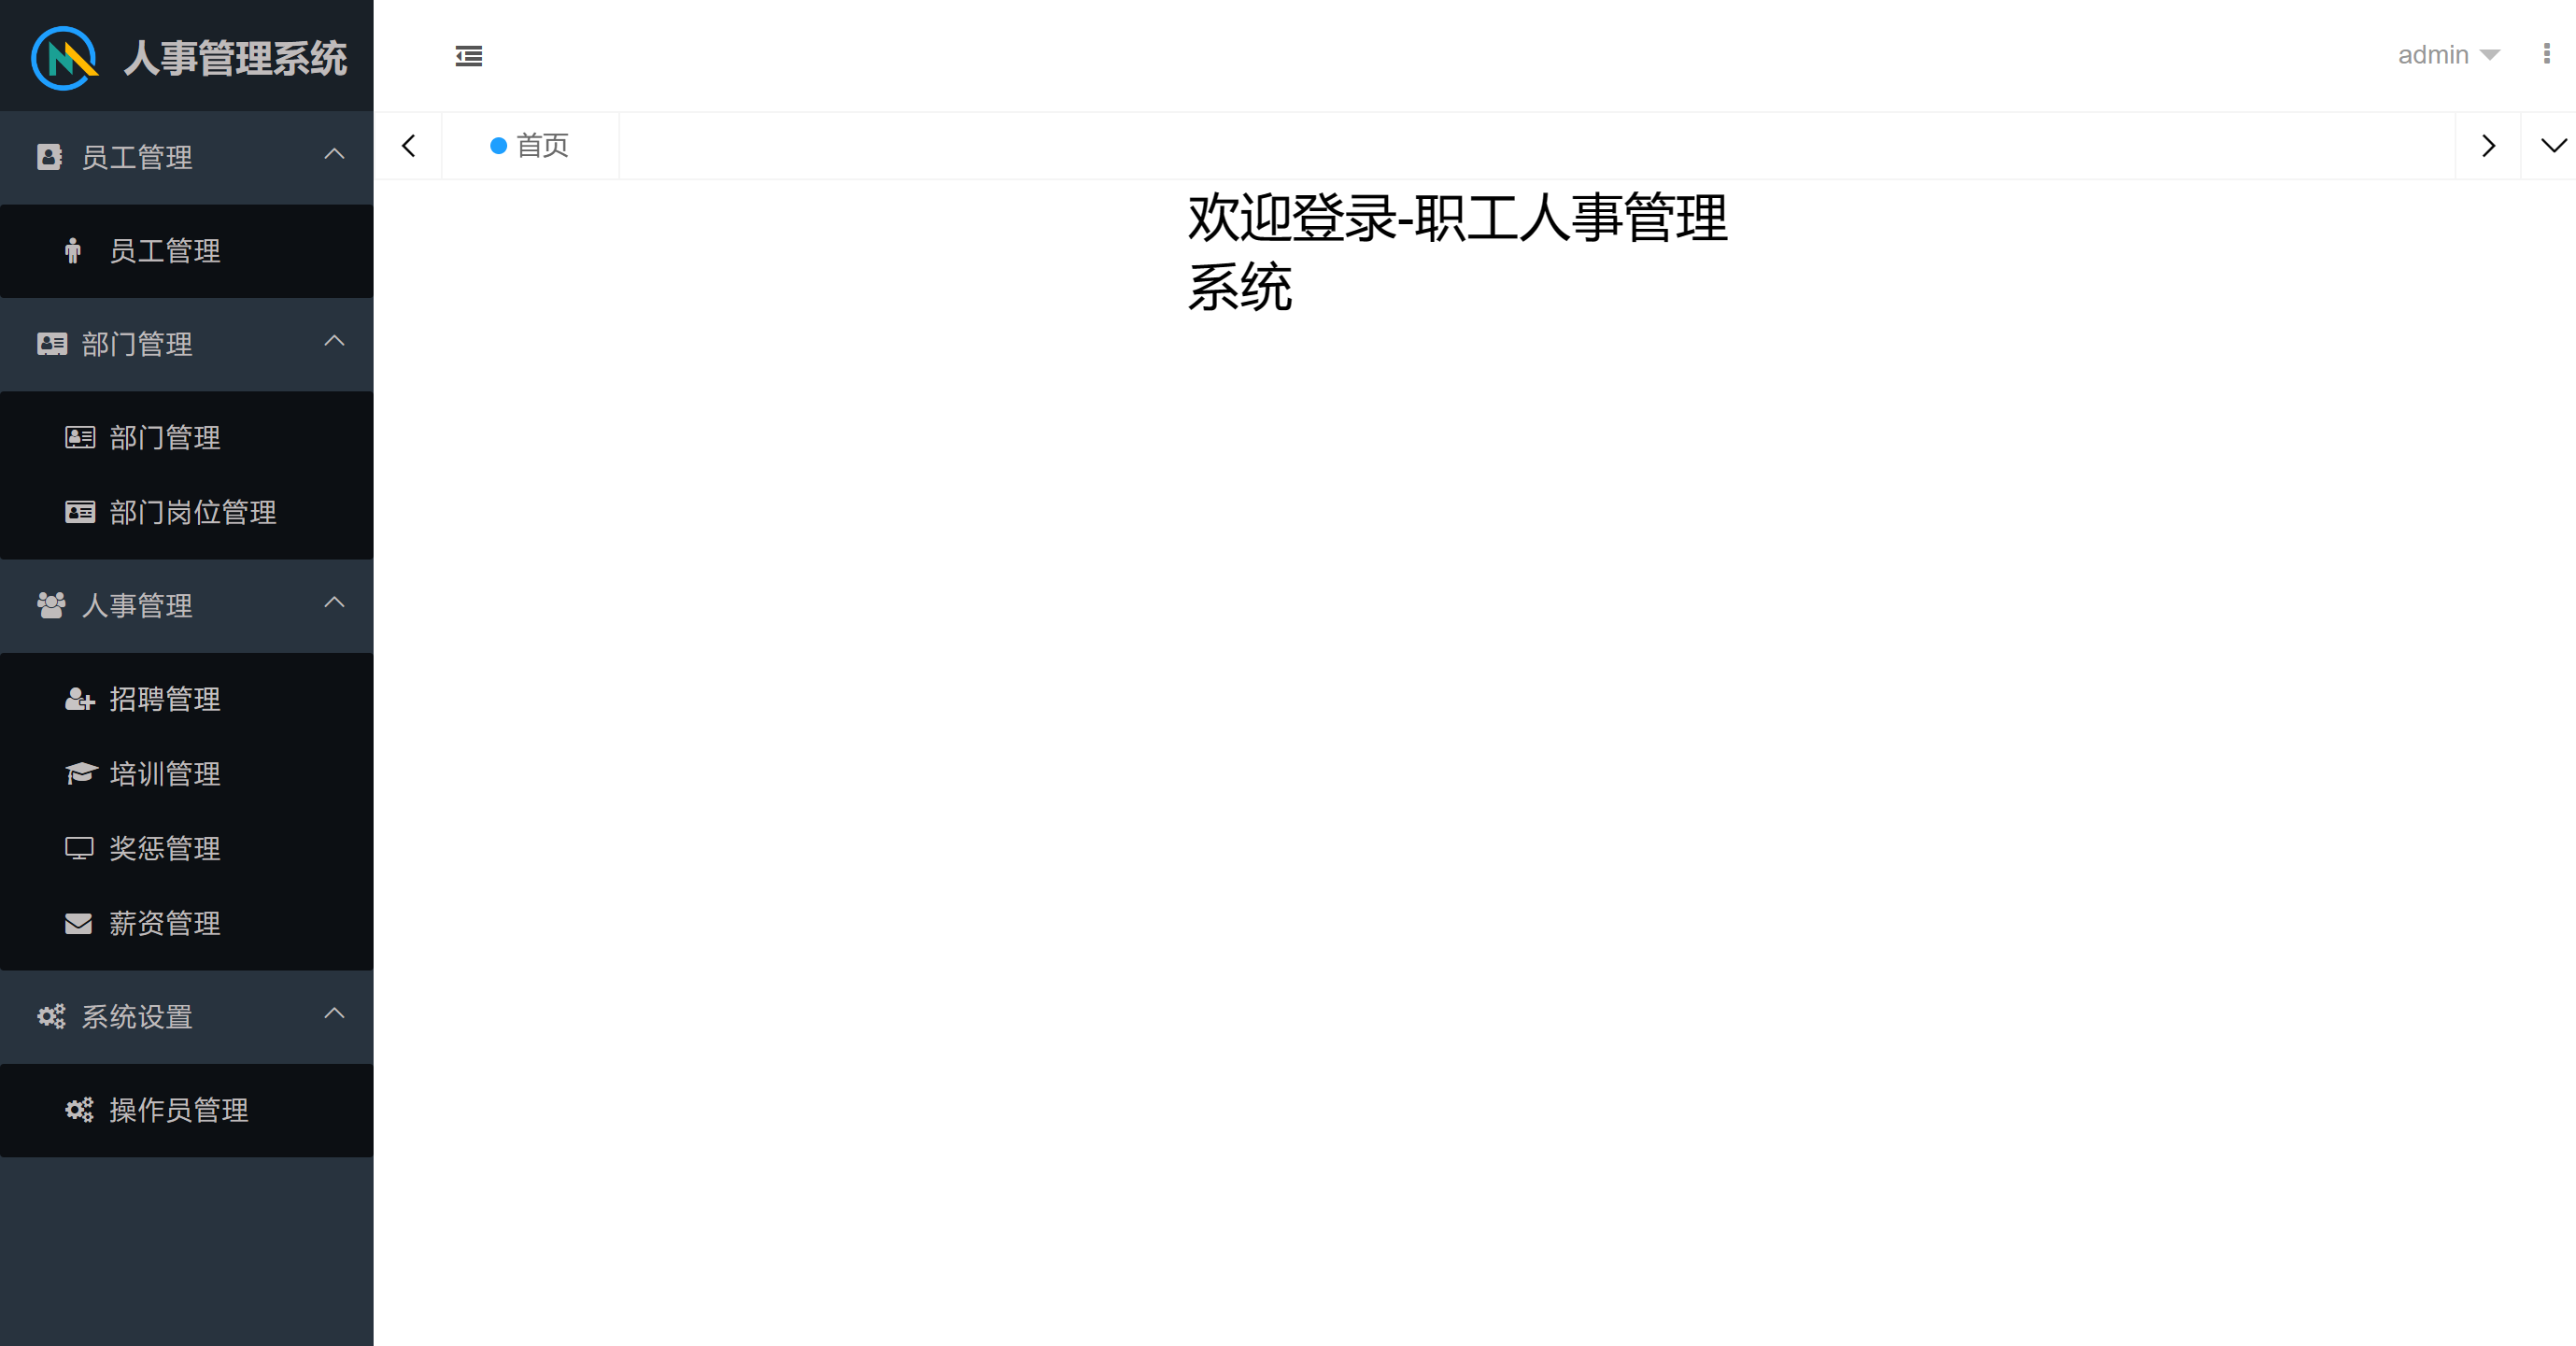 人事管理系统
admin
员工管理
首页
员工管理
欢迎登录-职工人事管理
系统
部门管理
部门管理
部门岗位管理
人事管理
招聘管理
培训管理
奖惩管理
薪资管理
系统设置
操作员管理